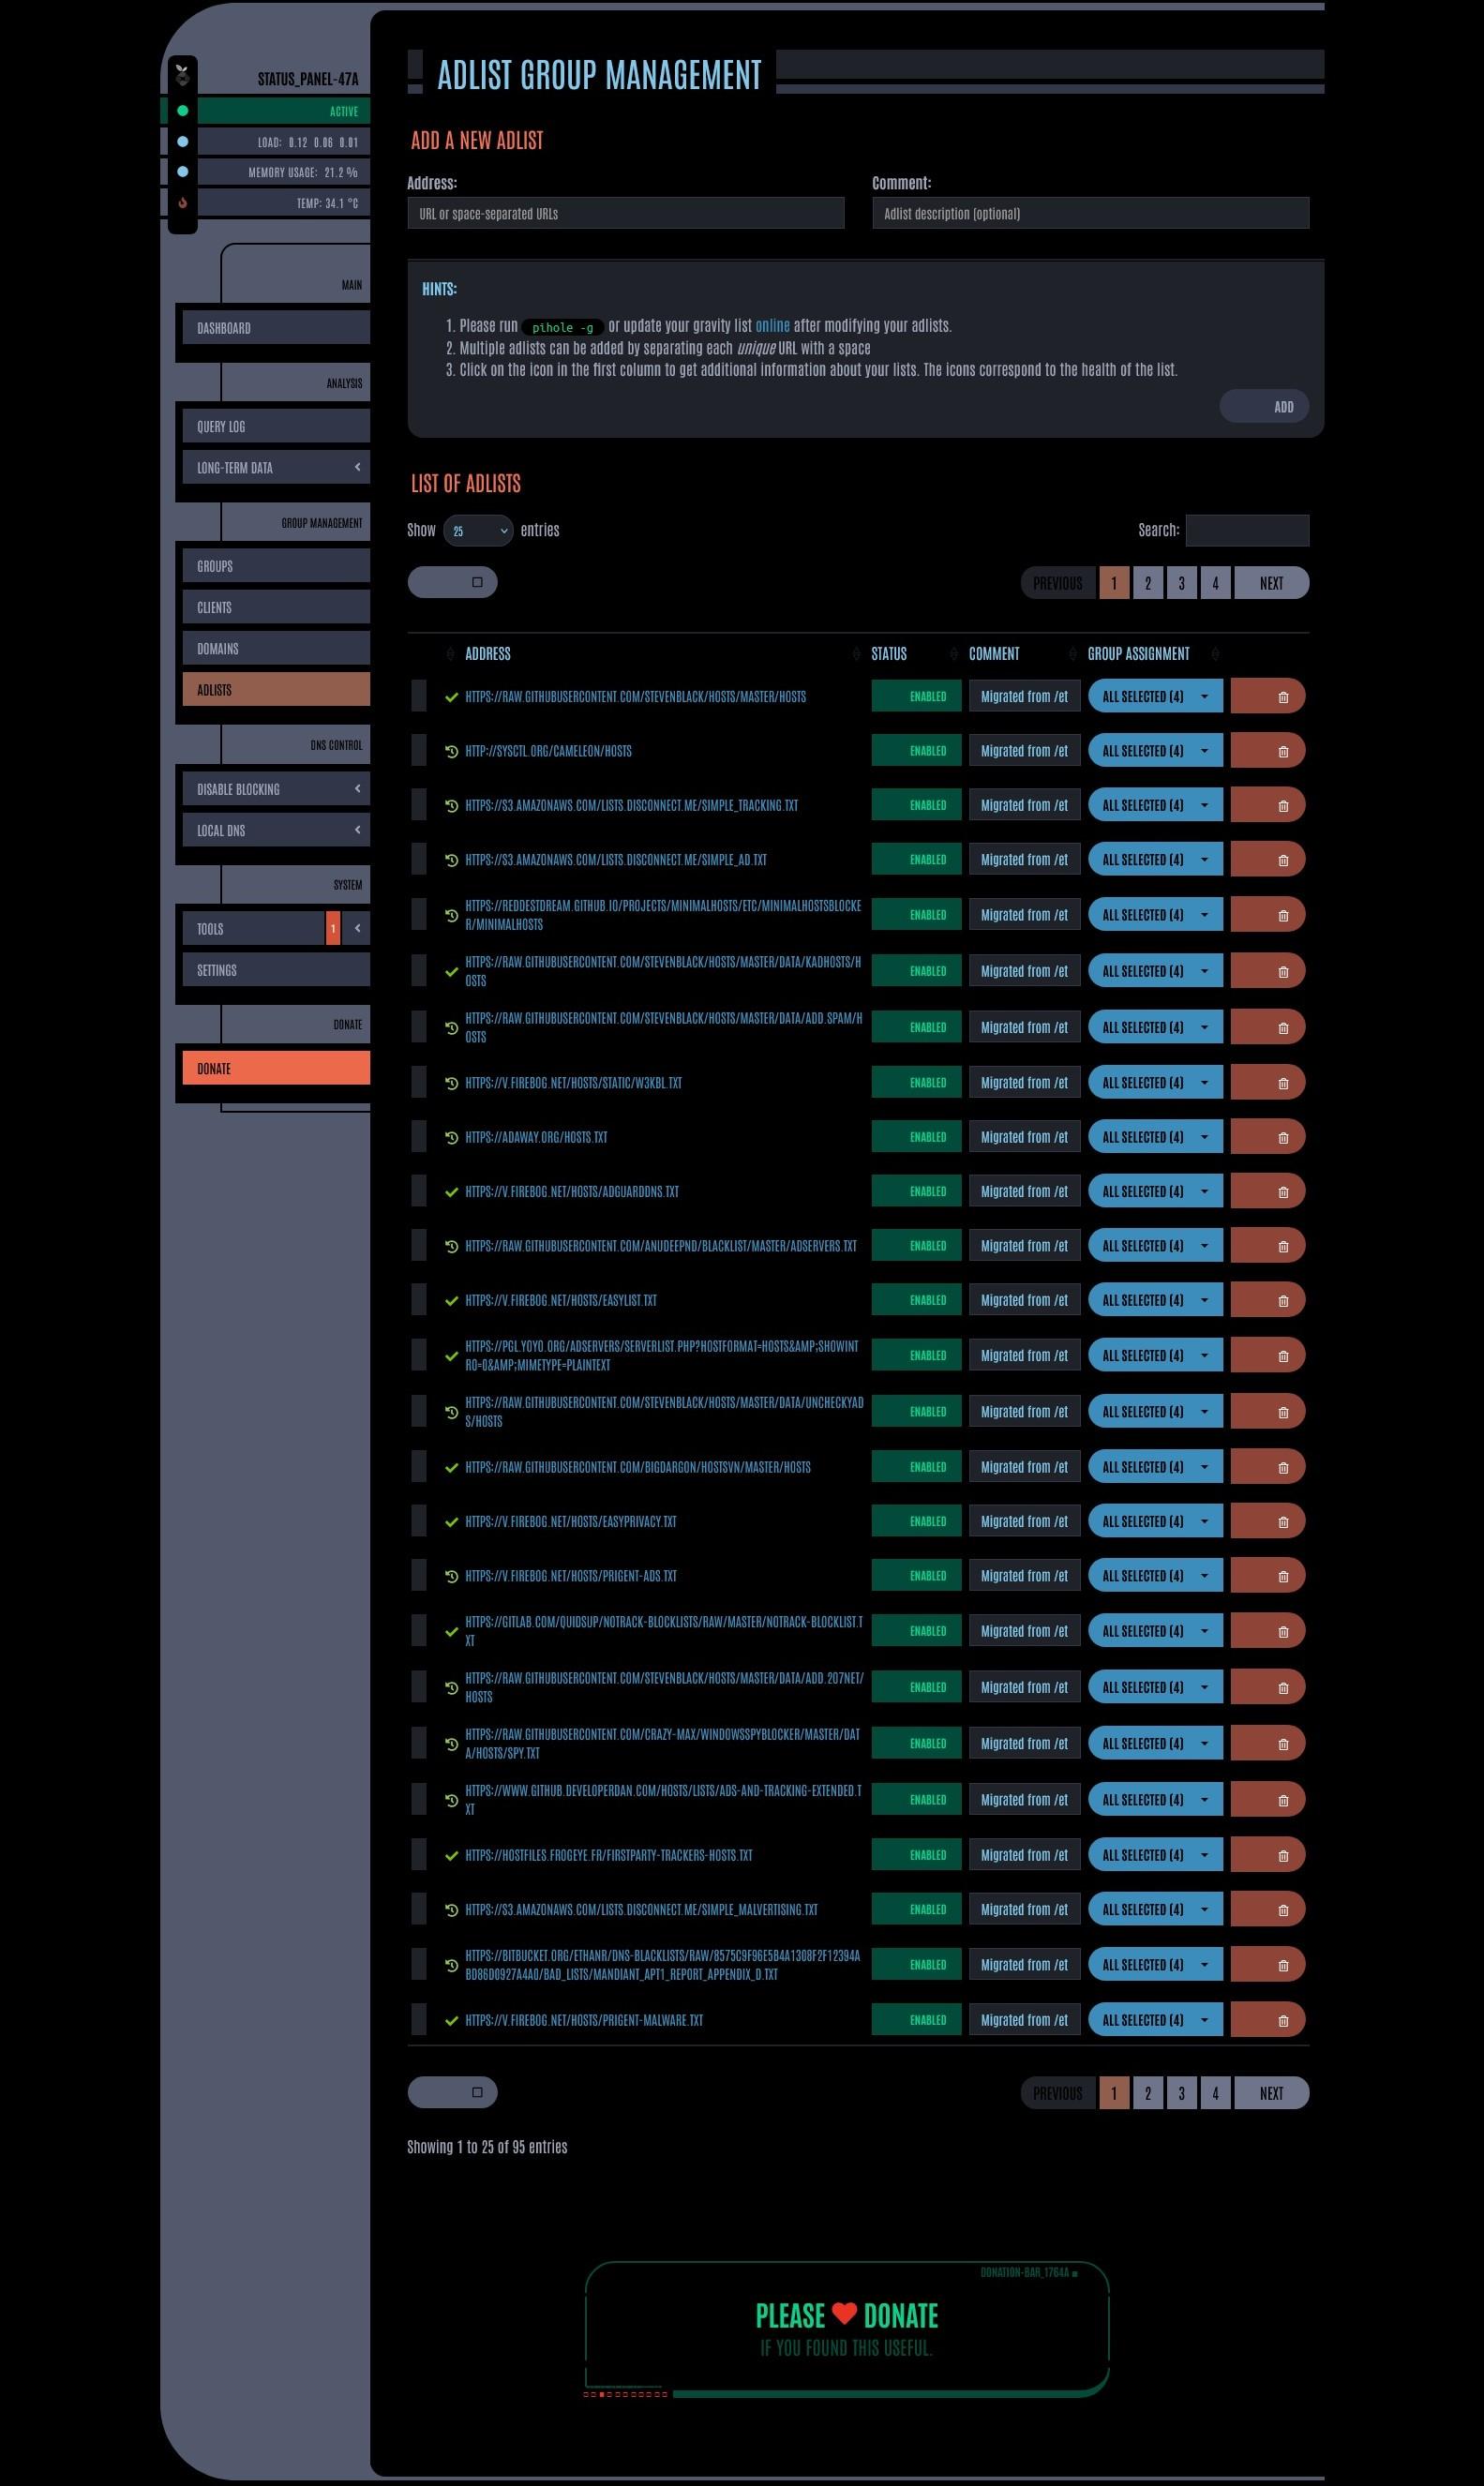 STATUS_PANEL-47A
ACTIVE
LOAD: 0.12 0.06 0.01
MEMORY USAGE: 21.2 %
TEMP: 34.1 °C
MAIN
DASHBOARD
ANALYSIS
QUERY LOG
LONG-TERM DATA
GROUP MANAGEMENT
GROUPS
CLIENTS
DOMAINS
ADLISTS
DNS CONTROL
DISABLE BLOCKING
LOCAL DNS
SYSTEM
TOOLS 1
SETTINGS
DONATE
DONATE
ADLIST GROUP MANAGEMENT
ADD A NEW ADLIST
Address: Comment:
URL or space-separated URLs Adlist description (optional)
HINTS:
1. Please run pihole -g or update your gravity list online after modifying your adlists.
2. Multiple adlists can be added by separating each unique URL with a space
3. Click on the icon in the first column to get additional information about your lists. The icons correspond to the health of the list.
ADD
LIST OF ADLISTS
Show 25 entries Search:
PREVIOUS 1 2 3 4 NEXT
ADDRESS STATUS COMMENT GROUP ASSIGNMENT
HTTPS://RAW.GITHUBUSERCONTENT.COM/STEVENBLACK/HOSTS/MASTER/HOSTS ENABLED Migrated from /et ALL SELECTED (4)
HTTP://SYSCTL.ORG/CAMELEON/HOSTS ENABLED Migrated from /et ALL SELECTED (4)
HTTPS://S3.AMAZONAWS.COM/LISTS.DISCONNECT.ME/SIMPLE_TRACKING.TXT ENABLED Migrated from /et ALL SELECTED (4)
HTTPS://S3.AMAZONAWS.COM/LISTS.DISCONNECT.ME/SIMPLE_AD.TXT ENABLED Migrated from /et ALL SELECTED (4)
HTTPS://REDDESTDREAM.GITHUB.IO/PROJECTS/MINIMALHOSTS/ETC/MINIMALHOSTSBLOCKE
R/MINIMALHOSTS ENABLED Migrated from /et ALL SELECTED (4)
HTTPS://RAW.GITHUBUSERCONTENT.COM/STEVENBLACK/HOSTS/MASTER/DATA/KADHOSTS/H
OSTS ENABLED Migrated from /et ALL SELECTED (4)
HTTPS://RAW.GITHUBUSERCONTENT.COM/STEVENBLACK/HOSTS/MASTER/DATA/ADD.SPAM/H
OSTS ENABLED Migrated from /et ALL SELECTED (4)
HTTPS://V.FIREBOG.NET/HOSTS/STATIC/W3KBL.TXT ENABLED Migrated from /et ALL SELECTED (4)
HTTPS://ADAWAY.ORG/HOSTS.TXT ENABLED Migrated from /et ALL SELECTED (4)
HTTPS://V.FIREBOG.NET/HOSTS/ADGUARDDNS.TXT ENABLED Migrated from /et ALL SELECTED (4)
HTTPS://RAW.GITHUBUSERCONTENT.COM/ANUDEEPND/BLACKLIST/MASTER/ADSERVERS.TXT ENABLED Migrated from /et ALL SELECTED (4)
HTTPS://V.FIREBOG.NET/HOSTS/EASYLIST.TXT ENABLED Migrated from /et ALL SELECTED (4)
HTTPS://PGL.YOYO.ORG/ADSERVERS/SERVERLIST.PHP?HOSTFORMAT=HOSTS&AMP;SHOWINT
RO=0&AMP;MIMETYPE=PLAINTEXT ENABLED Migrated from /et ALL SELECTED (4)
HTTPS://RAW.GITHUBUSERCONTENT.COM/STEVENBLACK/HOSTS/MASTER/DATA/UNCHECKYAD
S/HOSTS ENABLED Migrated from /et ALL SELECTED (4)
HTTPS://RAW.GITHUBUSERCONTENT.COM/BIGDARGON/HOSTSVN/MASTER/HOSTS ENABLED Migrated from /et ALL SELECTED (4)
HTTPS://V.FIREBOG.NET/HOSTS/EASYPRIVACY.TXT ENABLED Migrated from /et ALL SELECTED (4)
HTTPS://V.FIREBOG.NET/HOSTS/PRIGENT-ADS.TXT ENABLED Migrated from /et ALL SELECTED (4)
HTTPS://GITLAB.COM/QUIDSUP/NOTRACK-BLOCKLISTS/RAW/MASTER/NOTRACK-BLOCKLIST.T
XT ENABLED Migrated from /et ALL SELECTED (4)
HTTPS://RAW.GITHUBUSERCONTENT.COM/STEVENBLACK/HOSTS/MASTER/DATA/ADD.2O7NET/
HOSTS ENABLED Migrated from /et ALL SELECTED (4)
HTTPS://RAW.GITHUBUSERCONTENT.COM/CRAZY-MAX/WINDOWSSPYBLOCKER/MASTER/DAT
A/HOSTS/SPY.TXT ENABLED Migrated from /et ALL SELECTED (4)
HTTPS://WWW.GITHUB.DEVELOPERDAN.COM/HOSTS/LISTS/ADS-AND-TRACKING-EXTENDED.T
XT ENABLED Migrated from /et ALL SELECTED (4)
HTTPS://HOSTFILES.FROGEYE.FR/FIRSTPARTY-TRACKERS-HOSTS.TXT ENABLED Migrated from /et ALL SELECTED (4)
HTTPS://S3.AMAZONAWS.COM/LISTS.DISCONNECT.ME/SIMPLE_MALVERTISING.TXT ENABLED Migrated from /et ALL SELECTED (4)
HTTPS://BITBUCKET.ORG/ETHANR/DNS-BLACKLISTS/RAW/8575C9F96E5B4A1308F2F12394A
BD86D0927A4A0/BAD_LISTS/MANDIANT_APT1_REPORT_APPENDIX_D.TXT ENABLED Migrated from /et ALL SELECTED (4)
HTTPS://V.FIREBOG.NET/HOSTS/PRIGENT-MALWARE.TXT ENABLED Migrated from /et ALL SELECTED (4)
PREVIOUS 1 2 3 4 NEXT
Showing 1 to 25 of 95 entries
DONATION-BAR_1764A
PLEASE DONATE
IF YOU FOUND THIS USEFUL.